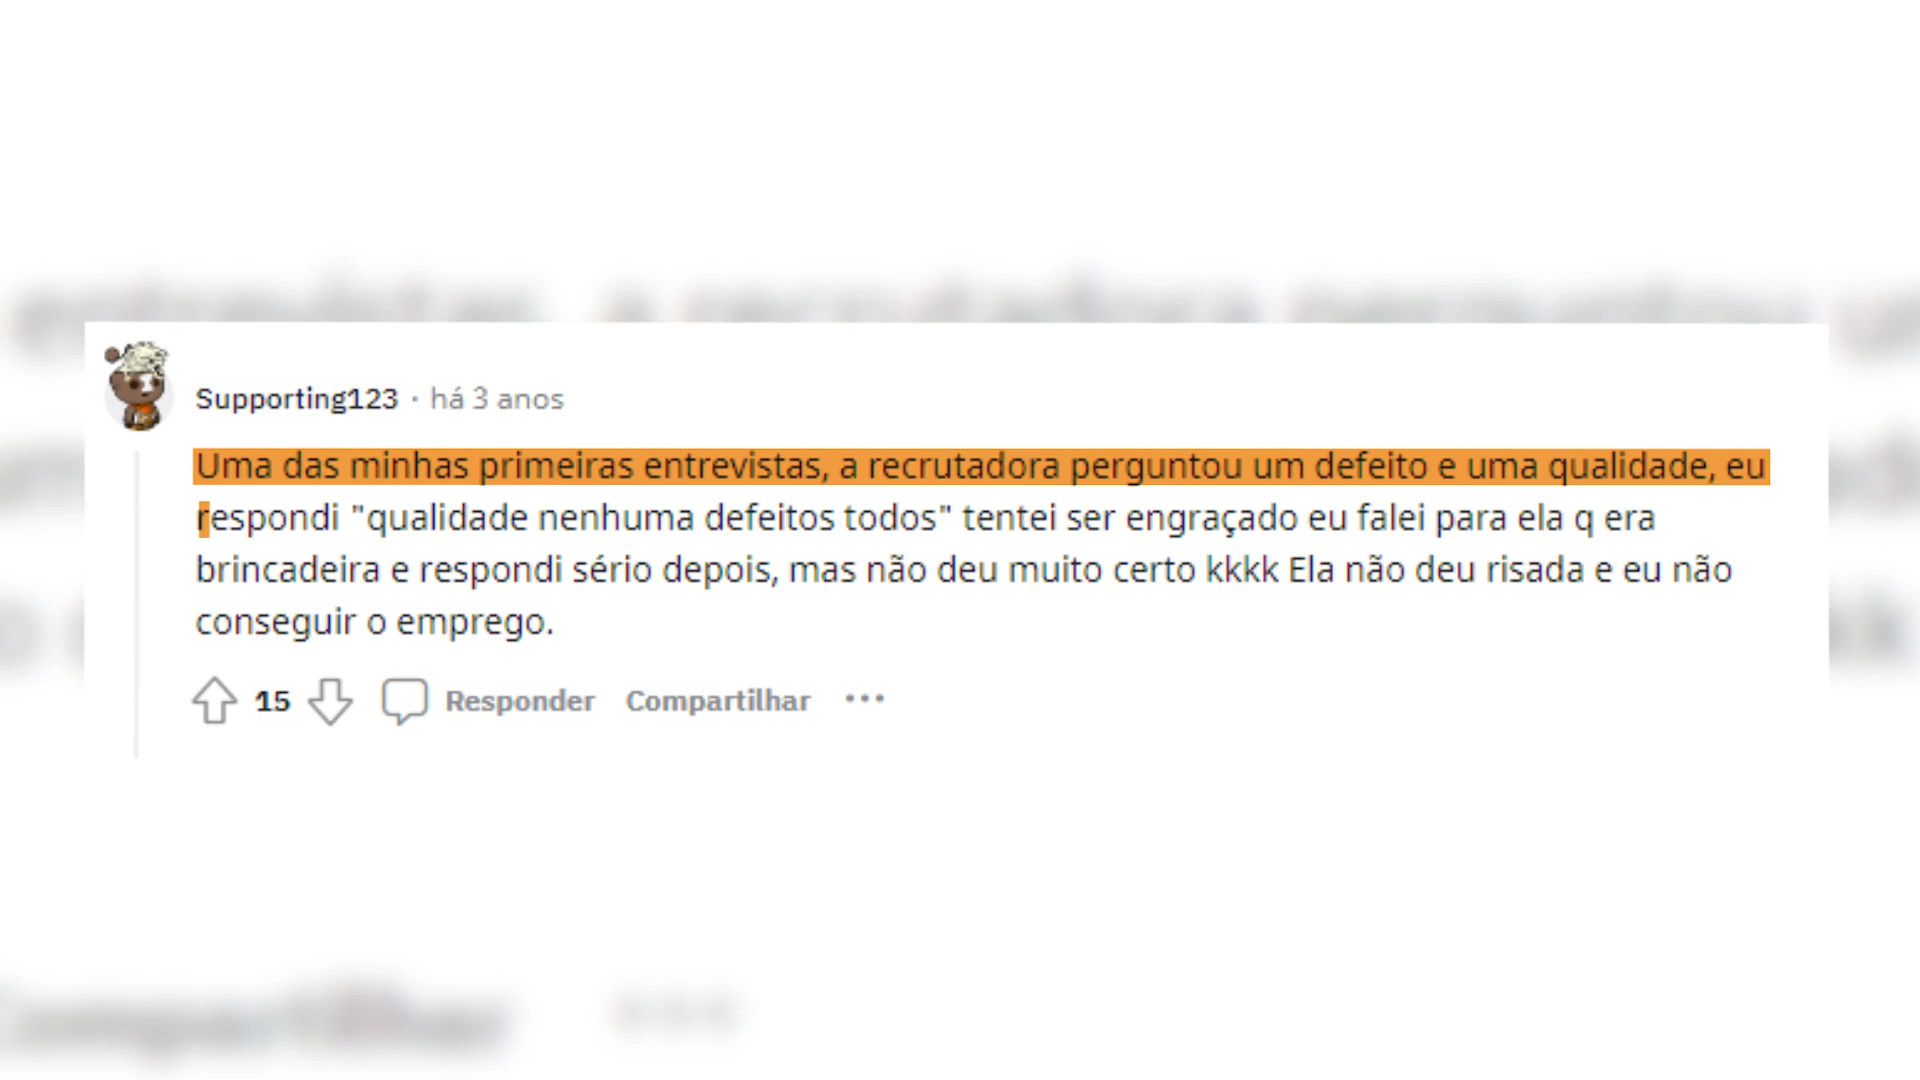 Supporting123 · há 3 anos
Uma das minhas primeiras entrevistas, a recrutadora perguntou um defeito e uma qualidade, eu
respondi "qualidade nenhuma defeitos todos" tentei ser engraçado eu falei para ela q era
brincadeira e respondi sério depois, mas não deu muito certo kkkk Ela não deu risada e eu não
conseguir o emprego.
15 Responder Compartilhar ···